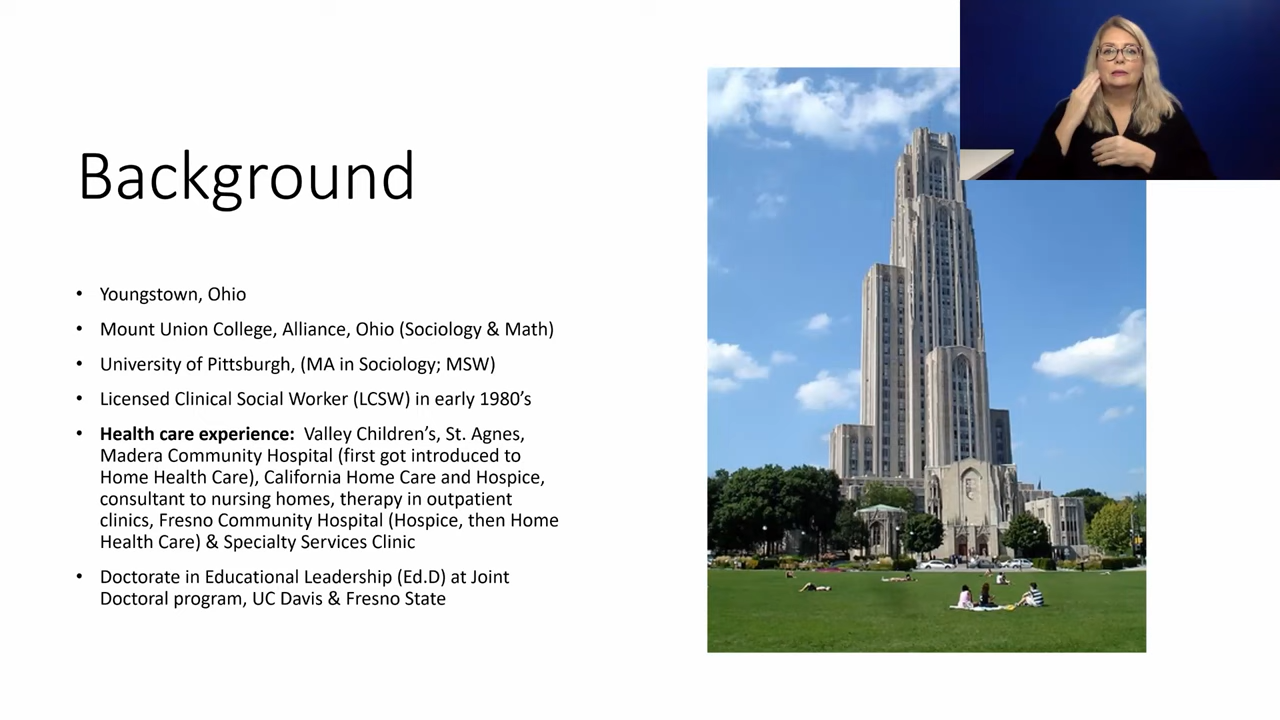 Background
• Youngstown, Ohio
• Mount Union College, Alliance, Ohio (Sociology & Math)
• University of Pittsburgh, (MA in Sociology; MSW)
• Licensed Clinical Social Worker (LCSW) in early 1980’s
• Health care experience:  Valley Children’s, St. Agnes,
Madera Community Hospital (first got introduced to
Home Health Care), California Home Care and Hospice,
consultant to nursing homes, therapy in outpatient
clinics, Fresno Community Hospital (Hospice, then Home
Health Care) & Specialty Services Clinic
• Doctorate in Educational Leadership (Ed.D) at Joint
Doctoral program, UC Davis & Fresno State